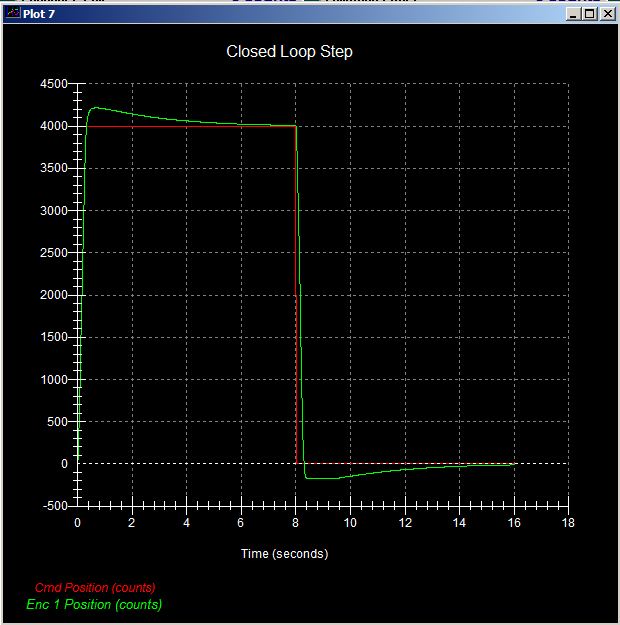 Plot 7
Closed Loop Step
4500
4000
3500
3000
2500
2000
1500
1000
500
0
-500
0 2 4 6 8 10 12 14 16 18
Time (seconds)
Cmd Position (counts)
Enc 1 Position (counts)